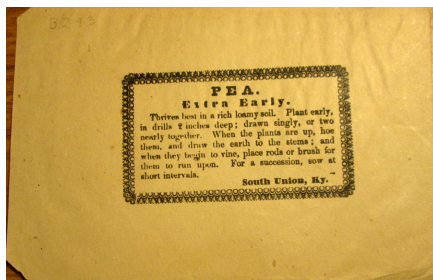 B 2 9 3
PEA.
Extra Early.
Thrives best in a rich loamy soil. Plant early,
in drills 2 inches deep; drawn singly, or two
nearly together. When the plants are up, hoe
them, and draw the earth to the stems; and
when they begin to vine, place rods or brush for
them to run upon. For a succession, sow at
short intervals.
South Union, Ky.